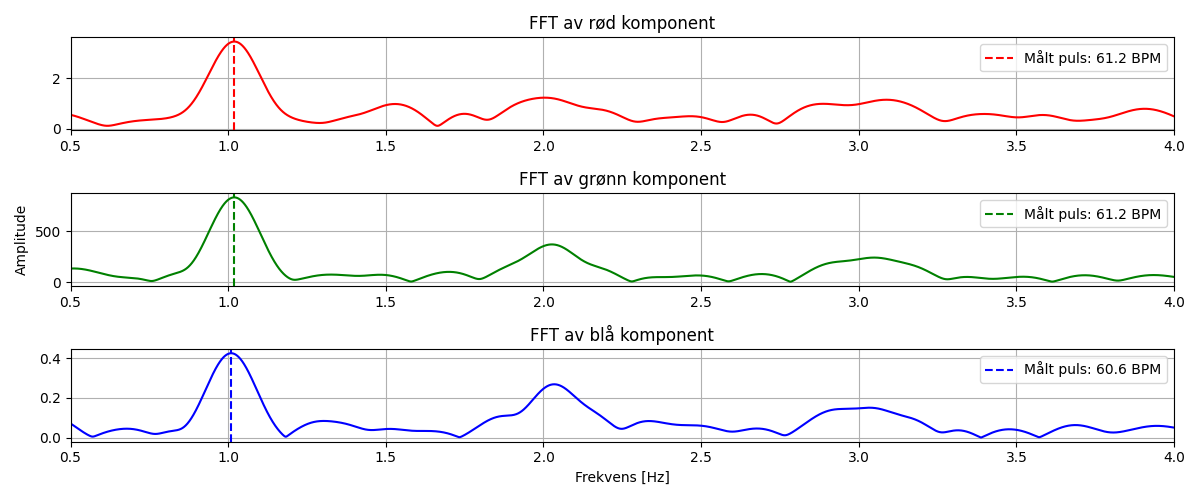 FFT av rød komponent
Målt puls: 61.2 BPM
2
0
0.5 1.0 1.5 2.0 2.5 3.0 3.5 4.0
FFT av grønn komponent
Målt puls: 61.2 BPM
Amplitude
500
0
0.5 1.0 1.5 2.0 2.5 3.0 3.5 4.0
FFT av blå komponent
Målt puls: 60.6 BPM
0.4
0.2
0.0
0.5 1.0 1.5 2.0 2.5 3.0 3.5 4.0
Frekvens [Hz]